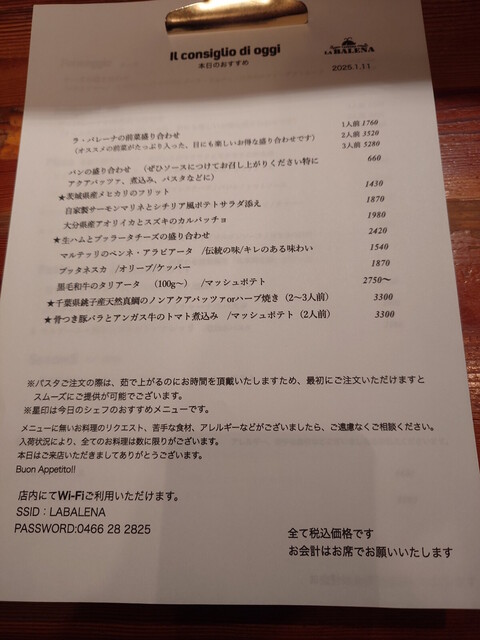 Il consiglio di oggi
本日のおすすめ
LA BALENA
2025.1.11
ラ・バレーナの前菜盛り合わせ 1人前 1760
(オススメの前菜がたっぷり入った、目にも楽しいお得な盛り合わせです) 2人前 3520
3人前 5280
パンの盛り合わせ (ぜひソースにつけてお召し上がりください特に 660
アクアパッツァ、煮込み、パスタなどに)
★茨城県産メヒカリのフリット 1430
自家製サーモンマリネとシチリア風ポテトサラダ添え 1870
大分県産アオリイカとスズキのカルパッチョ 1980
★生ハムとブッラータチーズの盛り合わせ 2420
マルテッリのペンネ・アラビアータ /伝統の味/キレのある味わい 1540
プッタネスカ /オリーブ/ケッパー 1870
黒毛和牛のタリアータ (100g〜) /マッシュポテト 2750〜
★千葉県銚子産天然真鯛のノンアクアパッツァorハーブ焼き (2〜3人前) 3300
★骨つき豚バラとアンガス牛のトマト煮込み /マッシュポテト (2人前) 3300
※パスタご注文の際は、茹で上がるのにお時間を頂戴いたしますため、最初にご注文いただけますと
スムーズにご提供が可能でございます。
※星印は今日のシェフのおすすめメニューです。
メニューに無いお料理のリクエスト、苦手な食材、アレルギーなどがございましたら、ご遠慮なくご相談ください。
入荷状況により、全てのお料理は数に限りがございます。
本日はご来店いただきましてありがとうございます。
Buon Appetito!!
店内にてWi-Fiご利用いただけます。
SSID：LABALENA
PASSWORD:0466 28 2825
全て税込価格です
お会計はお席でお願いいたします